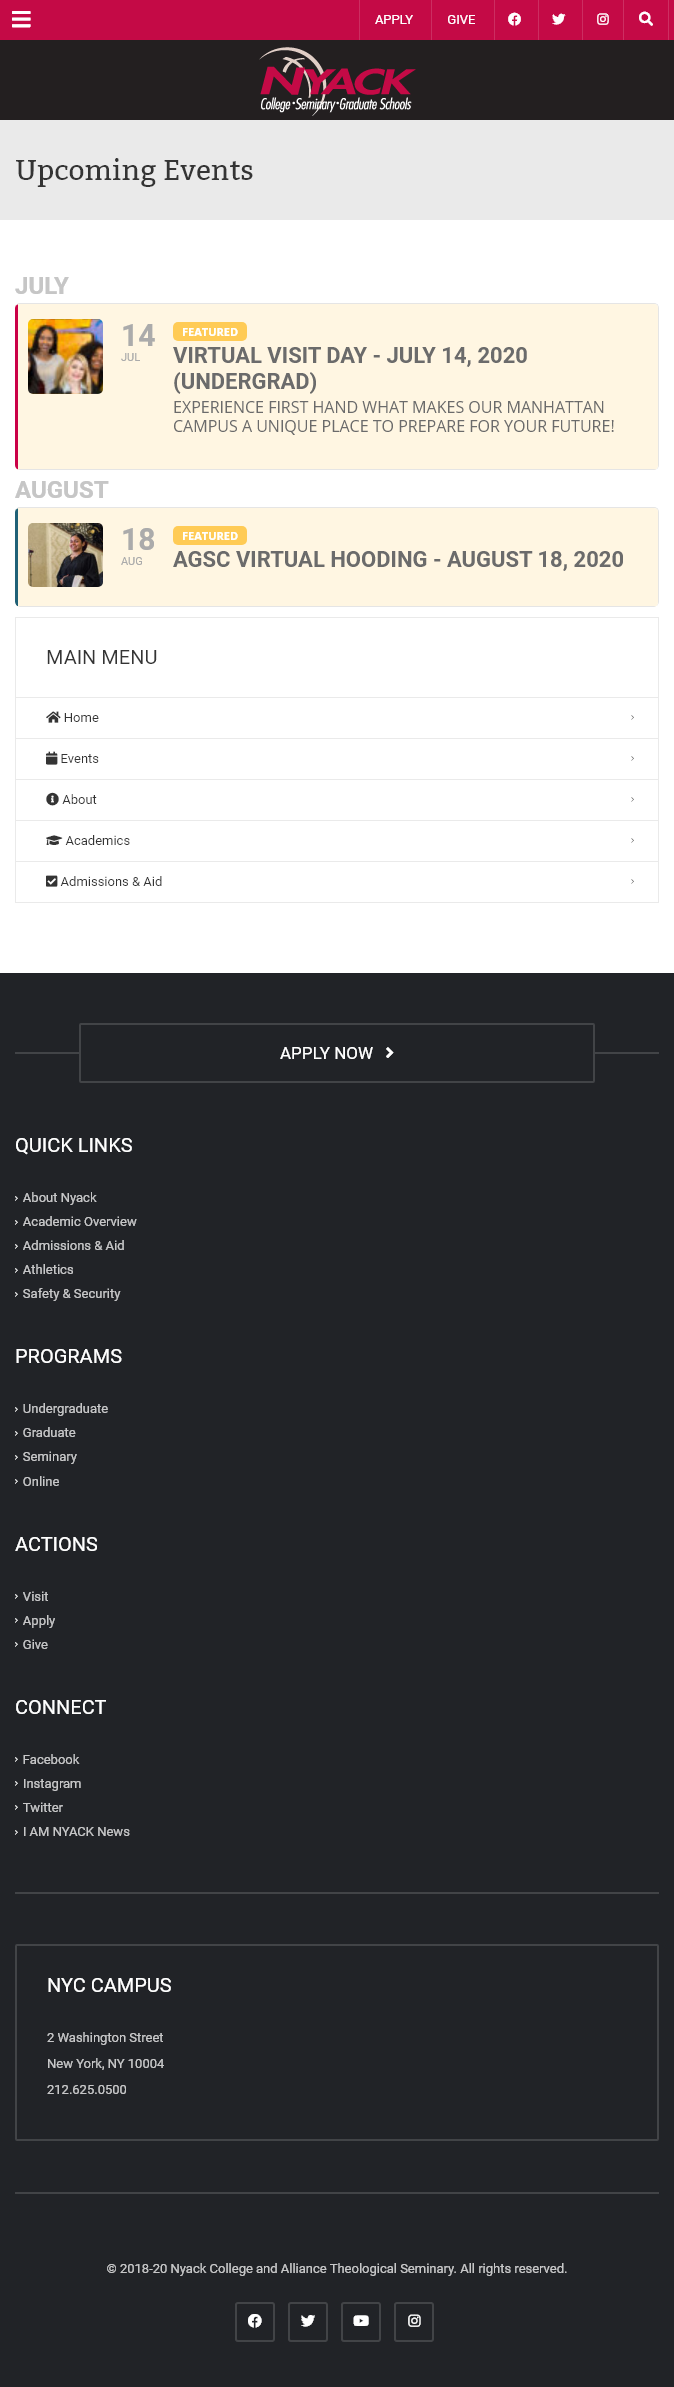 APPLY
GIVE
NYACK
College • Seminary • Graduate Schools
Upcoming Events
JULY
14
JUL
FEATURED
VIRTUAL VISIT DAY - JULY 14, 2020
(UNDERGRAD)
EXPERIENCE FIRST HAND WHAT MAKES OUR MANHATTAN
CAMPUS A UNIQUE PLACE TO PREPARE FOR YOUR FUTURE!
AUGUST
18
AUG
FEATURED
AGSC VIRTUAL HOODING - AUGUST 18, 2020
MAIN MENU
Home
Events
About
Academics
Admissions & Aid
APPLY NOW
QUICK LINKS
About Nyack
Academic Overview
Admissions & Aid
Athletics
Safety & Security
PROGRAMS
Undergraduate
Graduate
Seminary
Online
ACTIONS
Visit
Apply
Give
CONNECT
Facebook
Instagram
Twitter
I AM NYACK News
NYC CAMPUS
2 Washington Street
New York, NY 10004
212.625.0500
© 2018-20 Nyack College and Alliance Theological Seminary. All rights reserved.